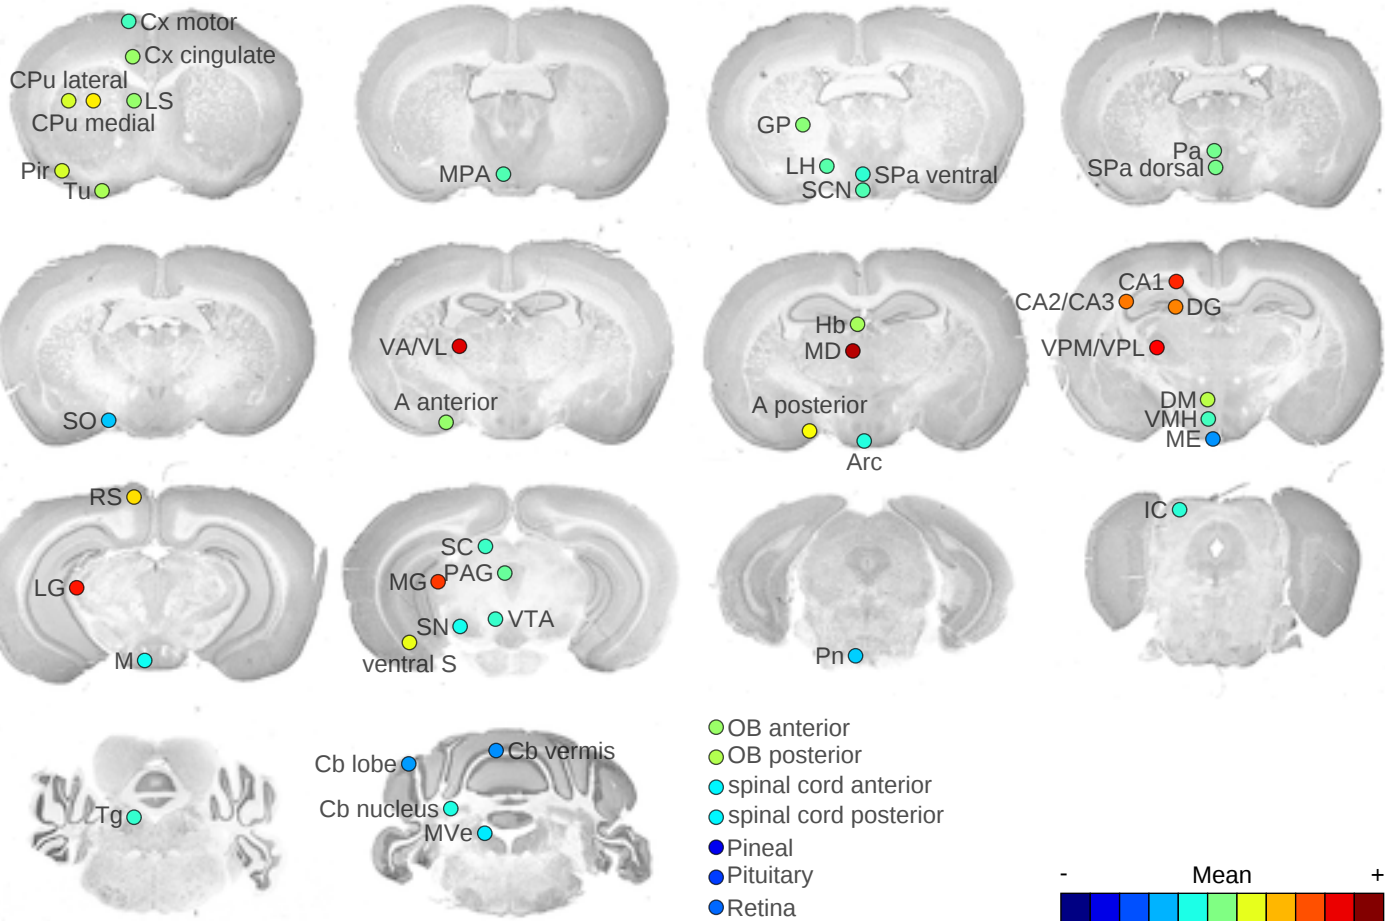 Cx motor
Cx cingulate
CPu lateral
LS
CPu medial
Pir
Tu
MPA
GP
LH
SPa ventral
SCN
Pa
SPa dorsal
SO
VA/VL
A anterior
Hb
MD
A posterior
Arc
CA1
CA2/CA3
DG
VPM/VPL
DM
VMH
ME
RS
LG
M
SC
MG
PAG
SN
VTA
ventral S
Pn
IC
Tg
Cb lobe
Cb vermis
Cb nucleus
MVe
OB anterior
OB posterior
spinal cord anterior
spinal cord posterior
Pineal
Pituitary
Retina
- Mean +